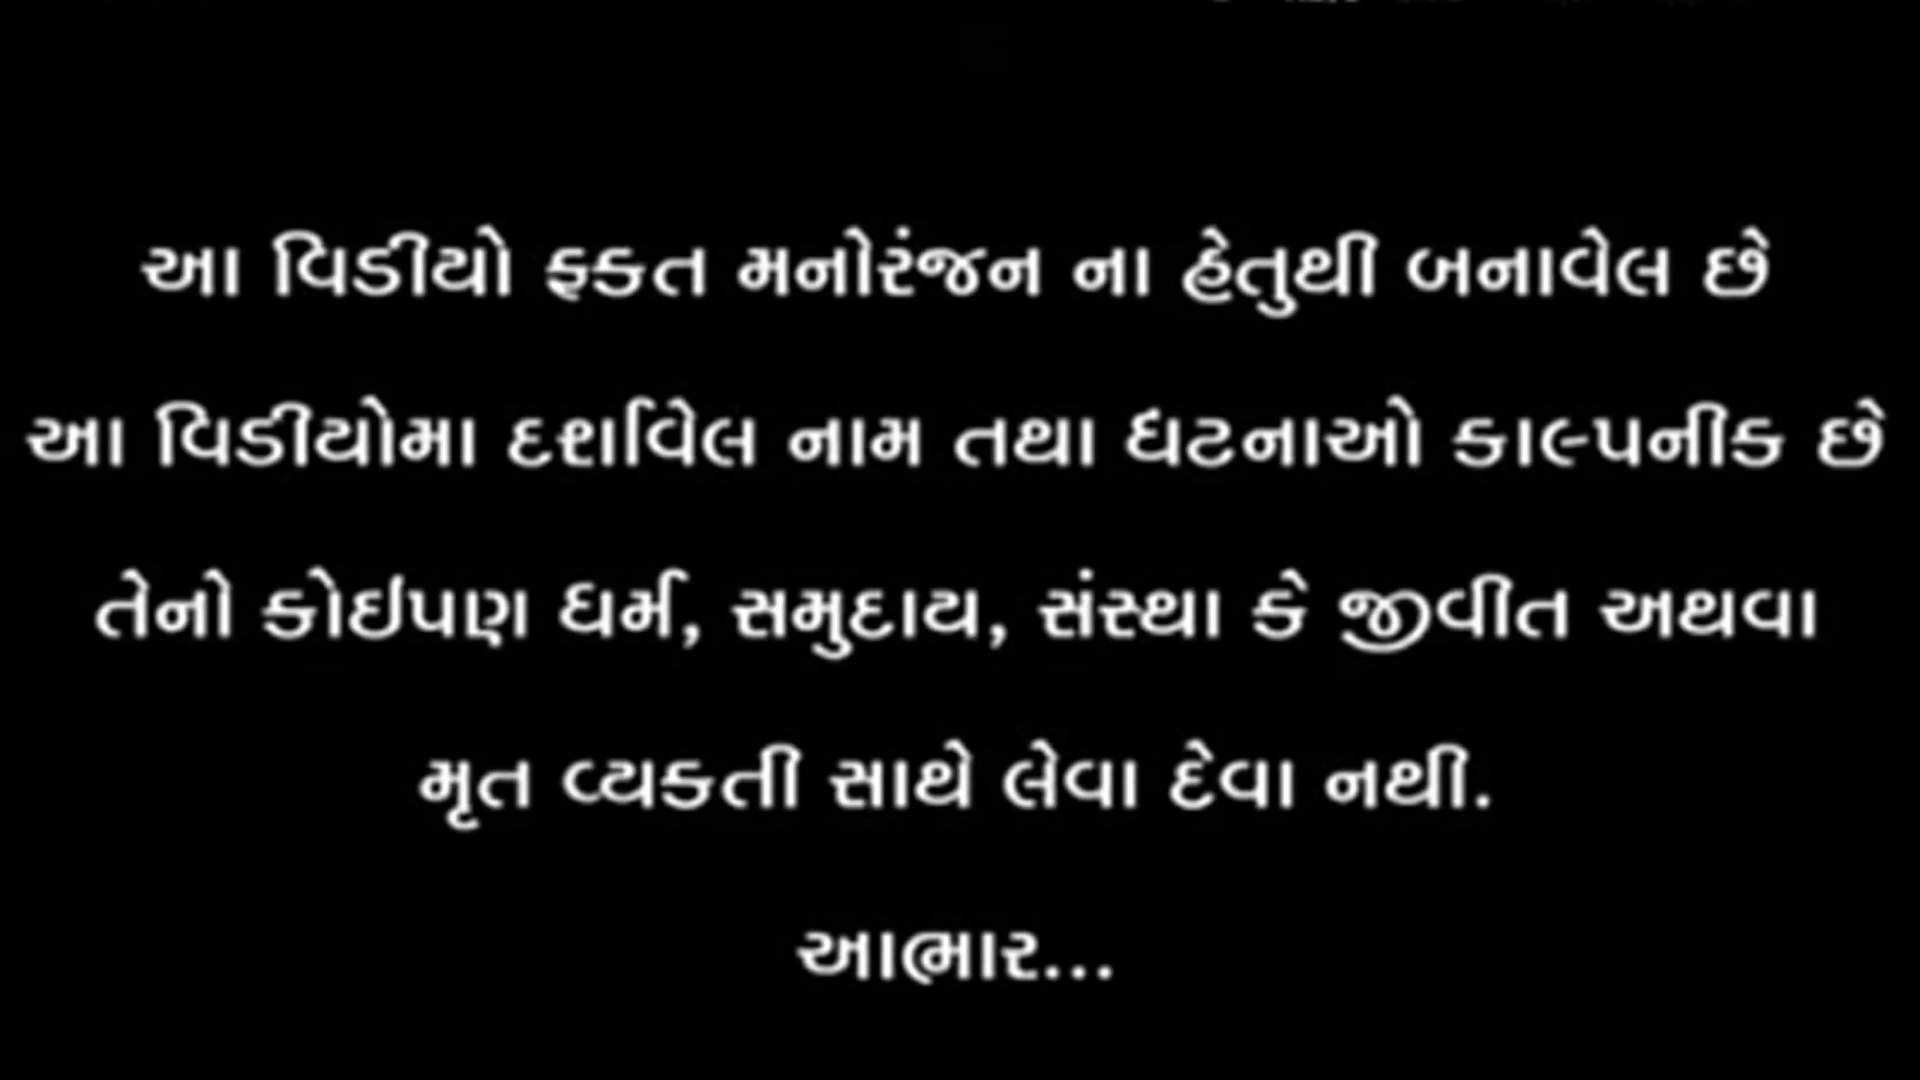 આ વિડીયો ફકત મનોરંજન ના હેતુથી બનાવેલ છે
આ વિડીયોમા દર્શાવેલ નામ તથા ઘટનાઓ કાલ્પનીક છે
તેનો કોઇપણ ધર્મ, સમુદાય, સંસ્થા કે જીવીત અથવા
મૃત વ્યકતી સાથે લેવા દેવા નથી.
આભાર...